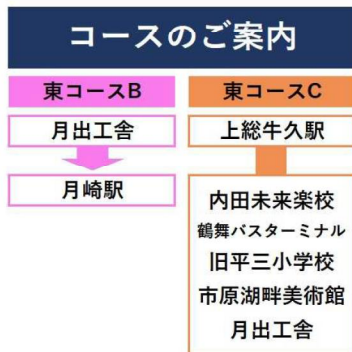 コースのご案内
東コースB
月出工舎
月崎駅
東コースC
上総牛久駅
内田未来楽校
鶴舞バスターミナル
旧平三小学校
市原湖畔美術館
月出工舎